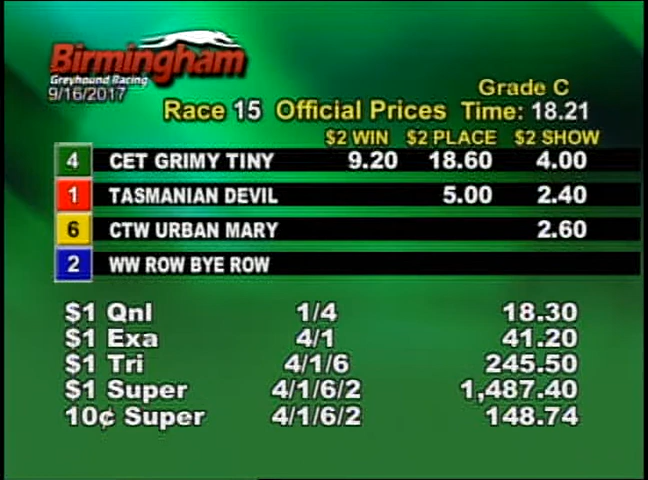 Birmingham
Greyhound Racing
9/16/2017
Grade C
Race 15 Official Prices Time: 18.21
$2 WIN $2 PLACE $2 SHOW
4 CET GRIMY TINY 9.20 18.60 4.00
1 TASMANIAN DEVIL 5.00 2.40
6 CTW URBAN MARY 2.60
2 WW ROW BYE ROW
$1 Qnl 1/4 18.30
$1 Exa 4/1 41.20
$1 Tri 4/1/6 245.50
$1 Super 4/1/6/2 1,487.40
10¢ Super 4/1/6/2 148.74